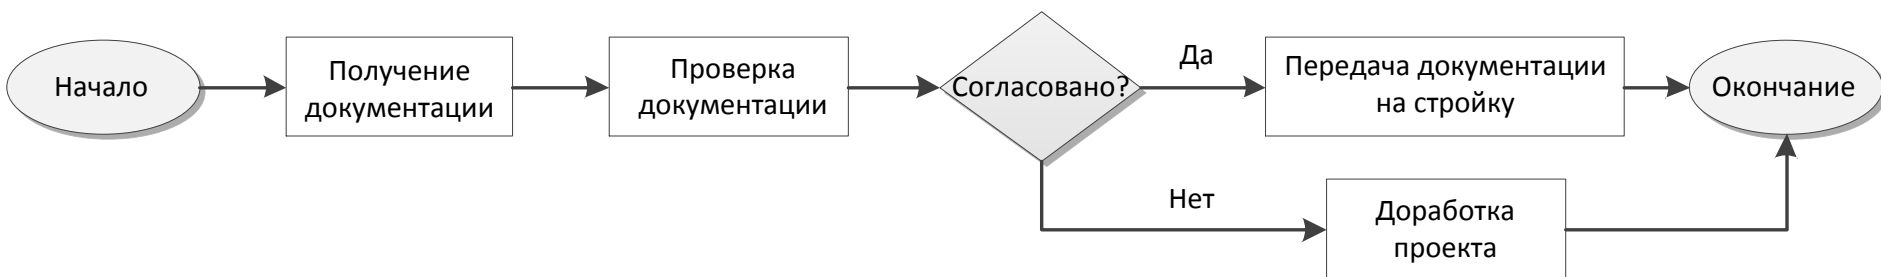 Начало
Получение
документации
Проверка
документации
Согласовано?
Да
Передача документации
на стройку
Окончание
Нет
Доработка
проекта